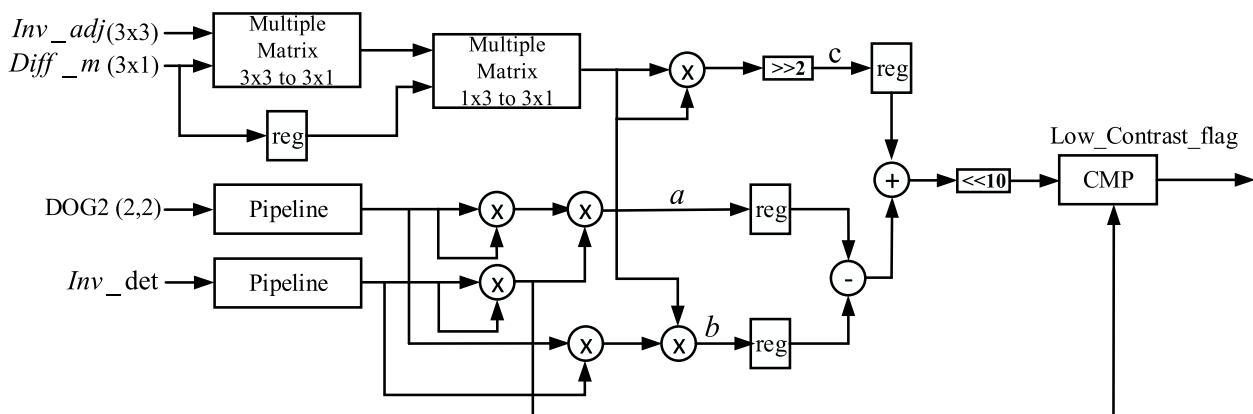 Inv_adj(3x3)
Diff_m (3x1)
Multiple
Matrix
3x3 to 3x1
Multiple
Matrix
1x3 to 3x1
reg
x
>>2
c
reg
Low_Contrast_flag
+
<<10
CMP
DOG2 (2,2)
Pipeline
x
x
a
reg
Inv_det
Pipeline
x
-
x
x
b
reg